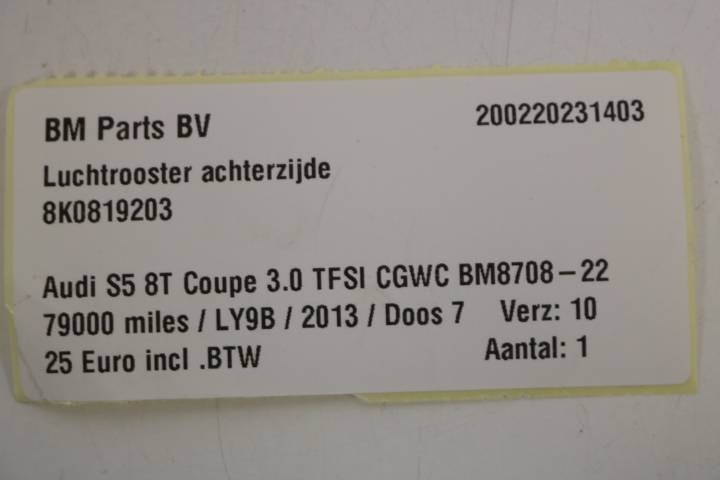 BM Parts BV 200220231403
Luchtrooster achterzijde
8K0819203
Audi S5 8T Coupe 3.0 TFSI CGWC BM8708-22
79000 miles / LY9B / 2013 / Doos 7 Verz: 10
25 Euro incl .BTW Aantal: 1